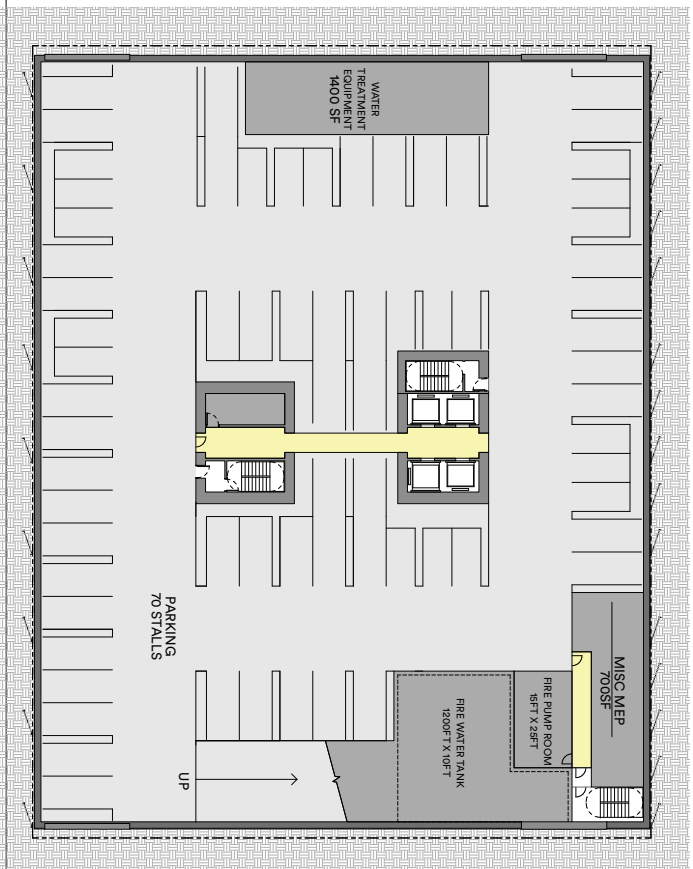 WATER
TREATMENT
EQUIPMENT
1400 SF
PARKING
70 STALLS
MISC MEP
700SF
FIRE PUMP ROOM
15FT X 25FT
FIRE WATER TANK
1200FT X 10FT
UP